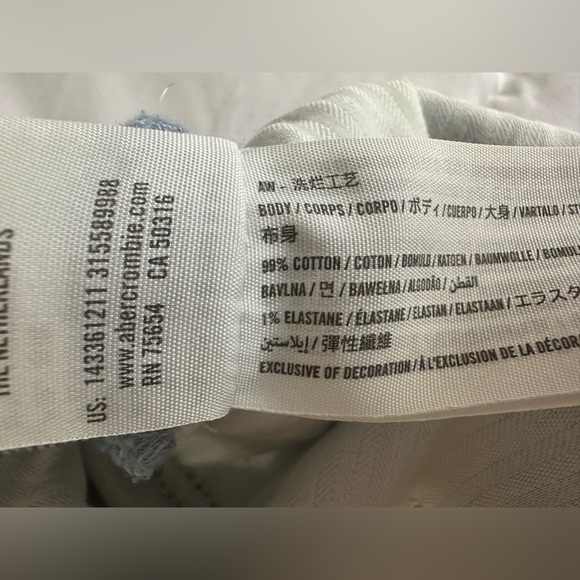 THE NETHERLANDS
US: 143361211 315589988
www.abercrombie.com
RN 75654 CA 50316
AW - 洗烂工艺
BODY / CORPS / CORPO / ボディ / CUERPO / 大身 / VARTALO / ST
布身
99% COTTON / COTON / BOMULD / KATOEN / BAUMWOLLE / BOMUL
BAVLNA / 면 / BAWEŁNA / ALGODÃO / القطن
1% ELASTANE / ÉLASTANE / ELASTAN / ELASTAAN / エラスタ
إيلاستين / 彈性纖維
EXCLUSIVE OF DECORATION / À L'EXCLUSION DE LA DÉCOR